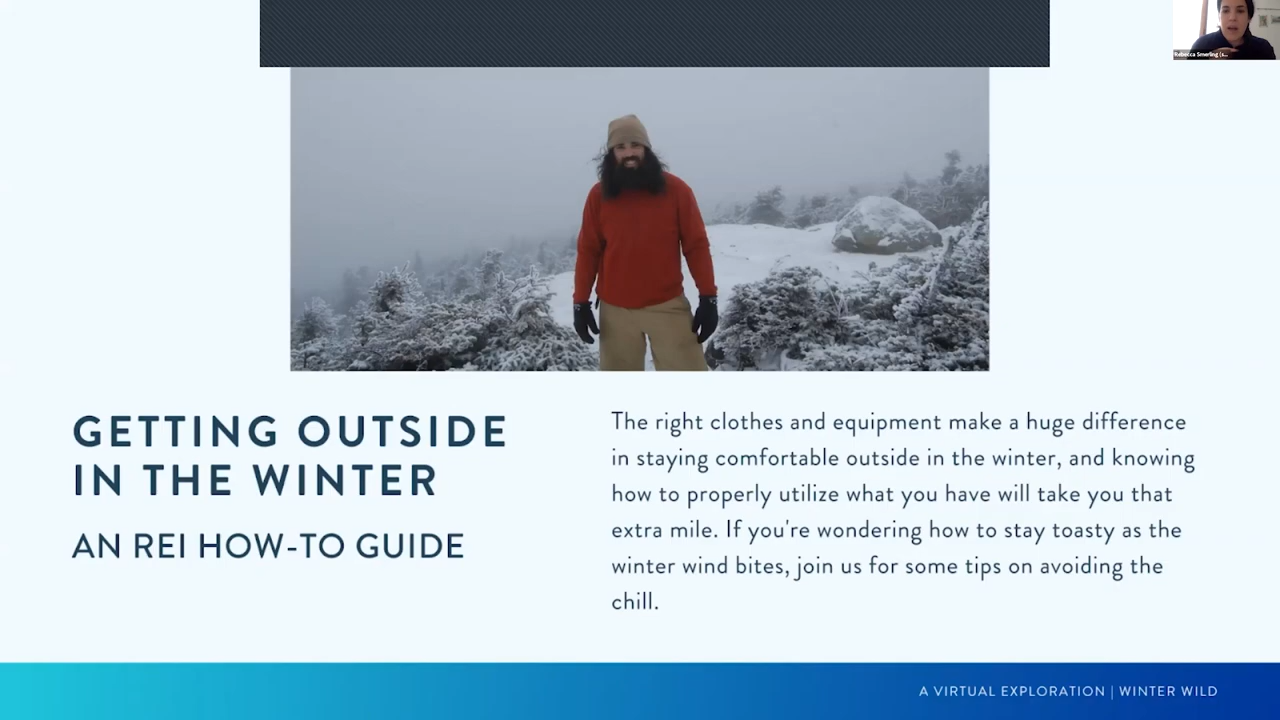 Rebecca Smerling (s...
GETTING OUTSIDE
IN THE WINTER
AN REI HOW-TO GUIDE
The right clothes and equipment make a huge difference
in staying comfortable outside in the winter, and knowing
how to properly utilize what you have will take you that
extra mile. If you're wondering how to stay toasty as the
winter wind bites, join us for some tips on avoiding the
chill.
A VIRTUAL EXPLORATION | WINTER WILD